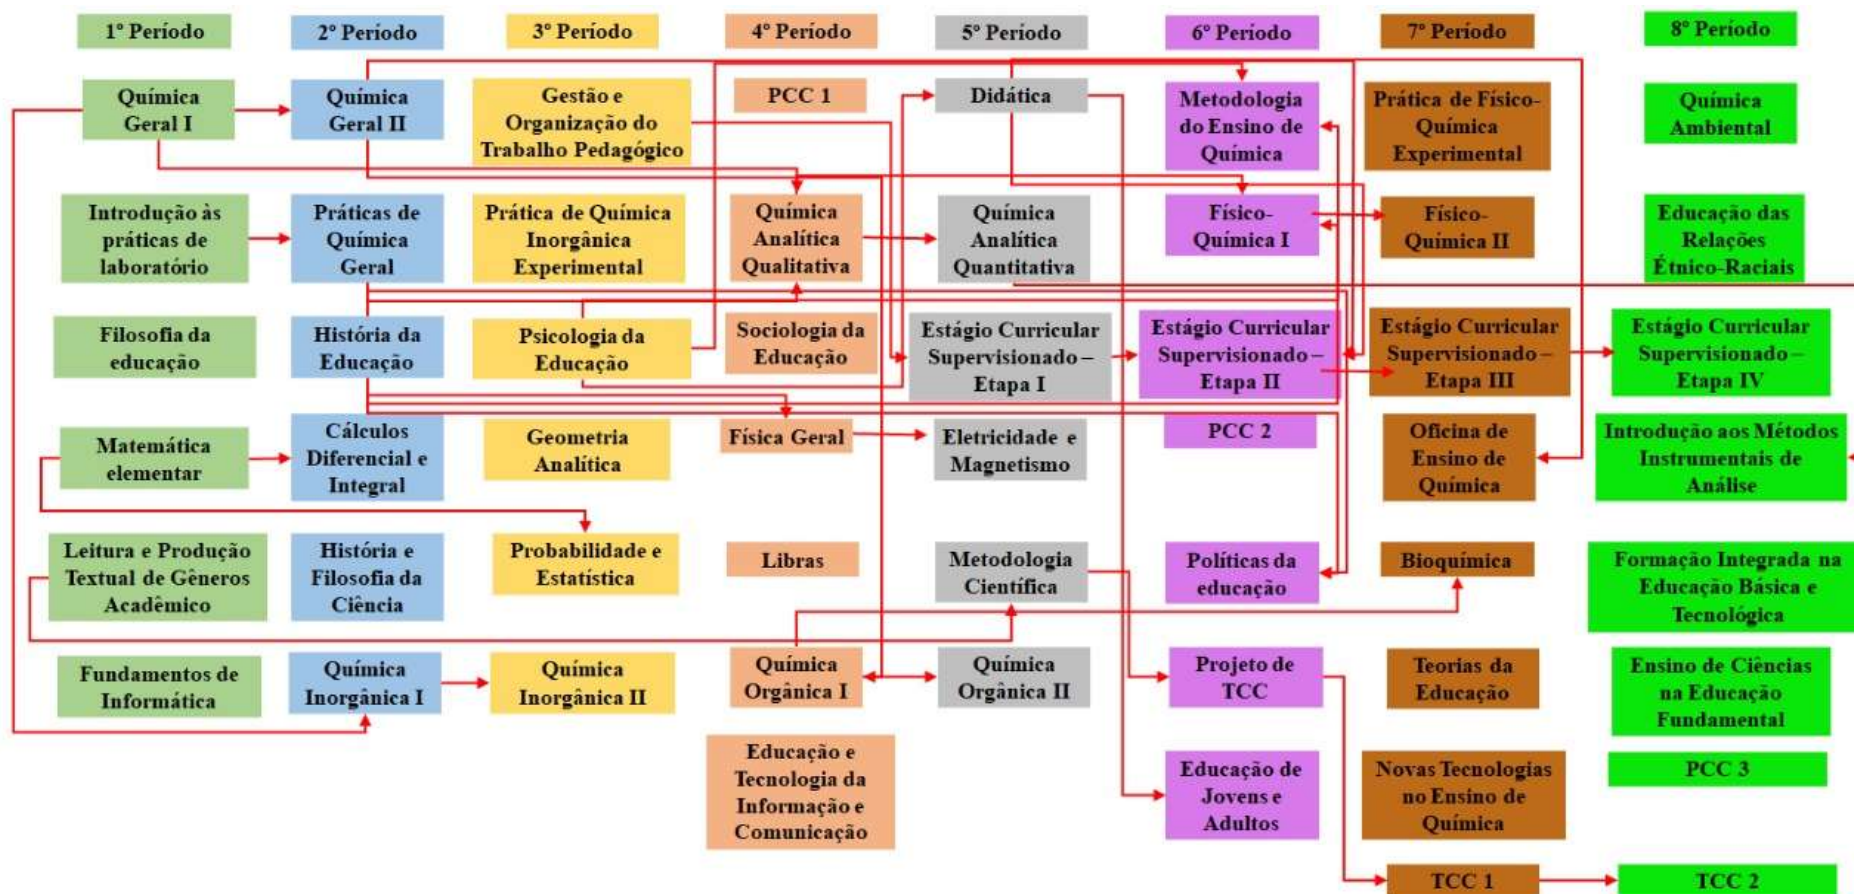 1º Período
2º Período
3º Período
4º Período
5º Período
6º Período
7º Período
8º Período
Química
Geral I
Química
Geral II
Gestão e
Organização do
Trabalho Pedagógico
PCC 1
Didática
Metodologia
do Ensino de
Química
Prática de Físico-
Química
Experimental
Química
Ambiental
Introdução às
práticas de
laboratório
Práticas de
Química
Geral
Prática de Química
Inorgânica
Experimental
Química
Analítica
Qualitativa
Química
Analítica
Quantitativa
Físico-
Química I
Físico-
Química II
Educação das
Relações
Étnico-Raciais
Filosofia da
educação
História da
Educação
Psicologia da
Educação
Sociologia da
Educação
Estágio Curricular
Supervisionado –
Etapa I
Estágio Curricular
Supervisionado –
Etapa II
Estágio Curricular
Supervisionado –
Etapa III
Estágio Curricular
Supervisionado –
Etapa IV
Matemática
elementar
Cálculos
Diferencial e
Integral
Geometria
Analítica
Física Geral
Eletricidade e
Magnetismo
PCC 2
Oficina de
Ensino de
Química
Introdução aos Métodos
Instrumentais de
Análise
Leitura e Produção
Textual de Gêneros
Acadêmico
História e
Filosofia da
Ciência
Probabilidade e
Estatística
Libras
Metodologia
Científica
Políticas da
educação
Bioquímica
Formação Integrada na
Educação Básica e
Tecnológica
Fundamentos de
Informática
Química
Inorgânica I
Química
Inorgânica II
Química
Orgânica I
Química
Orgânica II
Projeto de
TCC
Teorias da
Educação
Ensino de Ciências
na Educação
Fundamental
Educação e
Tecnologia da
Informação e
Comunicação
Educação de
Jovens e
Adultos
Novas Tecnologias
no Ensino de
Química
PCC 3
TCC 1
TCC 2